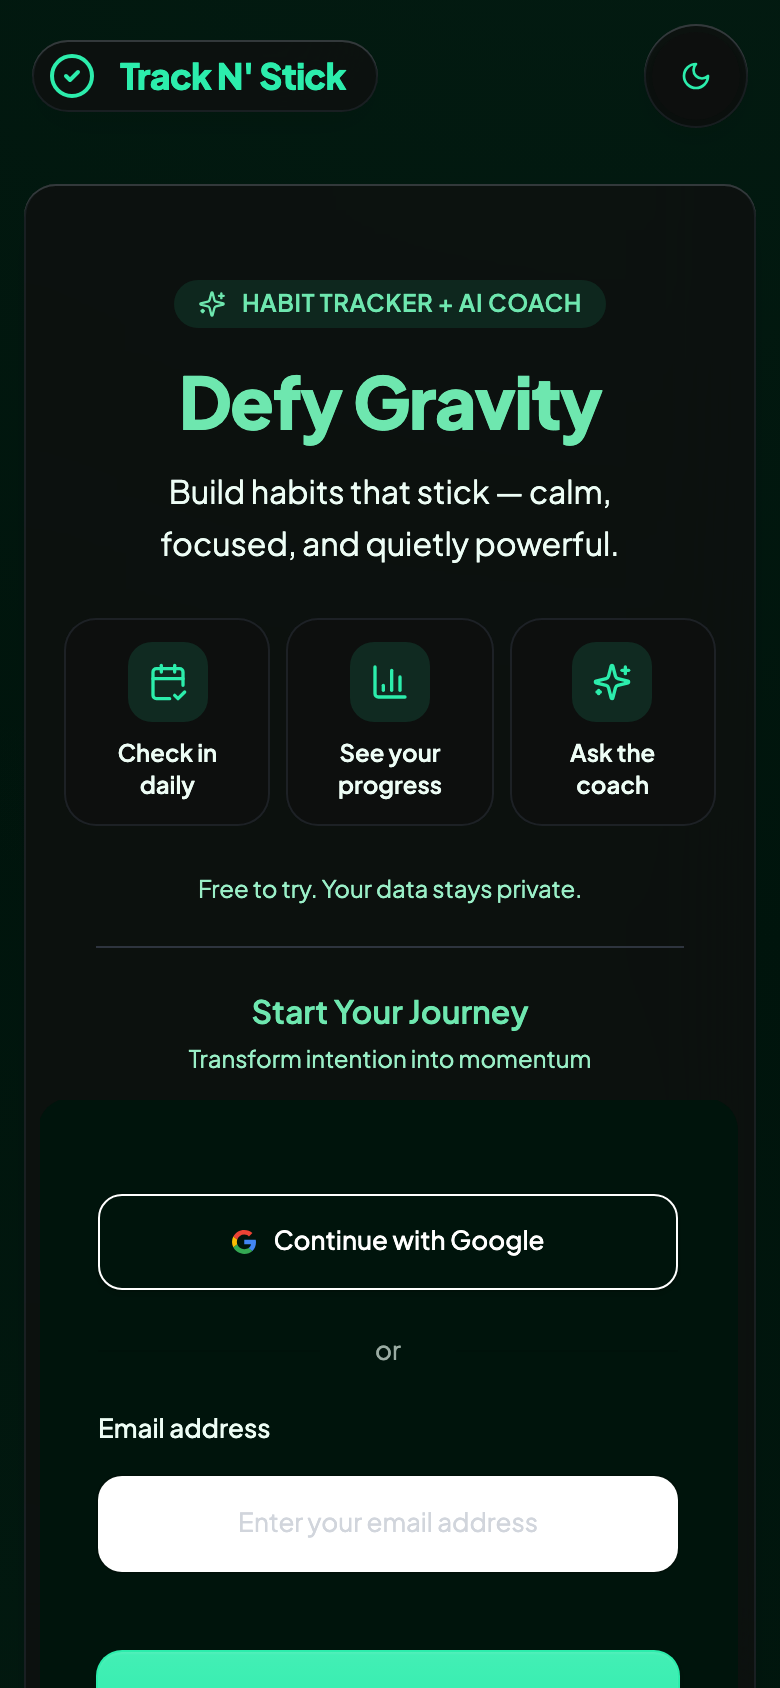 Track N' Stick
HABIT TRACKER + AI COACH
Defy Gravity
Build habits that stick — calm,
focused, and quietly powerful.
Check in
daily
See your
progress
Ask the
coach
Free to try. Your data stays private.
Start Your Journey
Transform intention into momentum
Continue with Google
or
Email address
Enter your email address